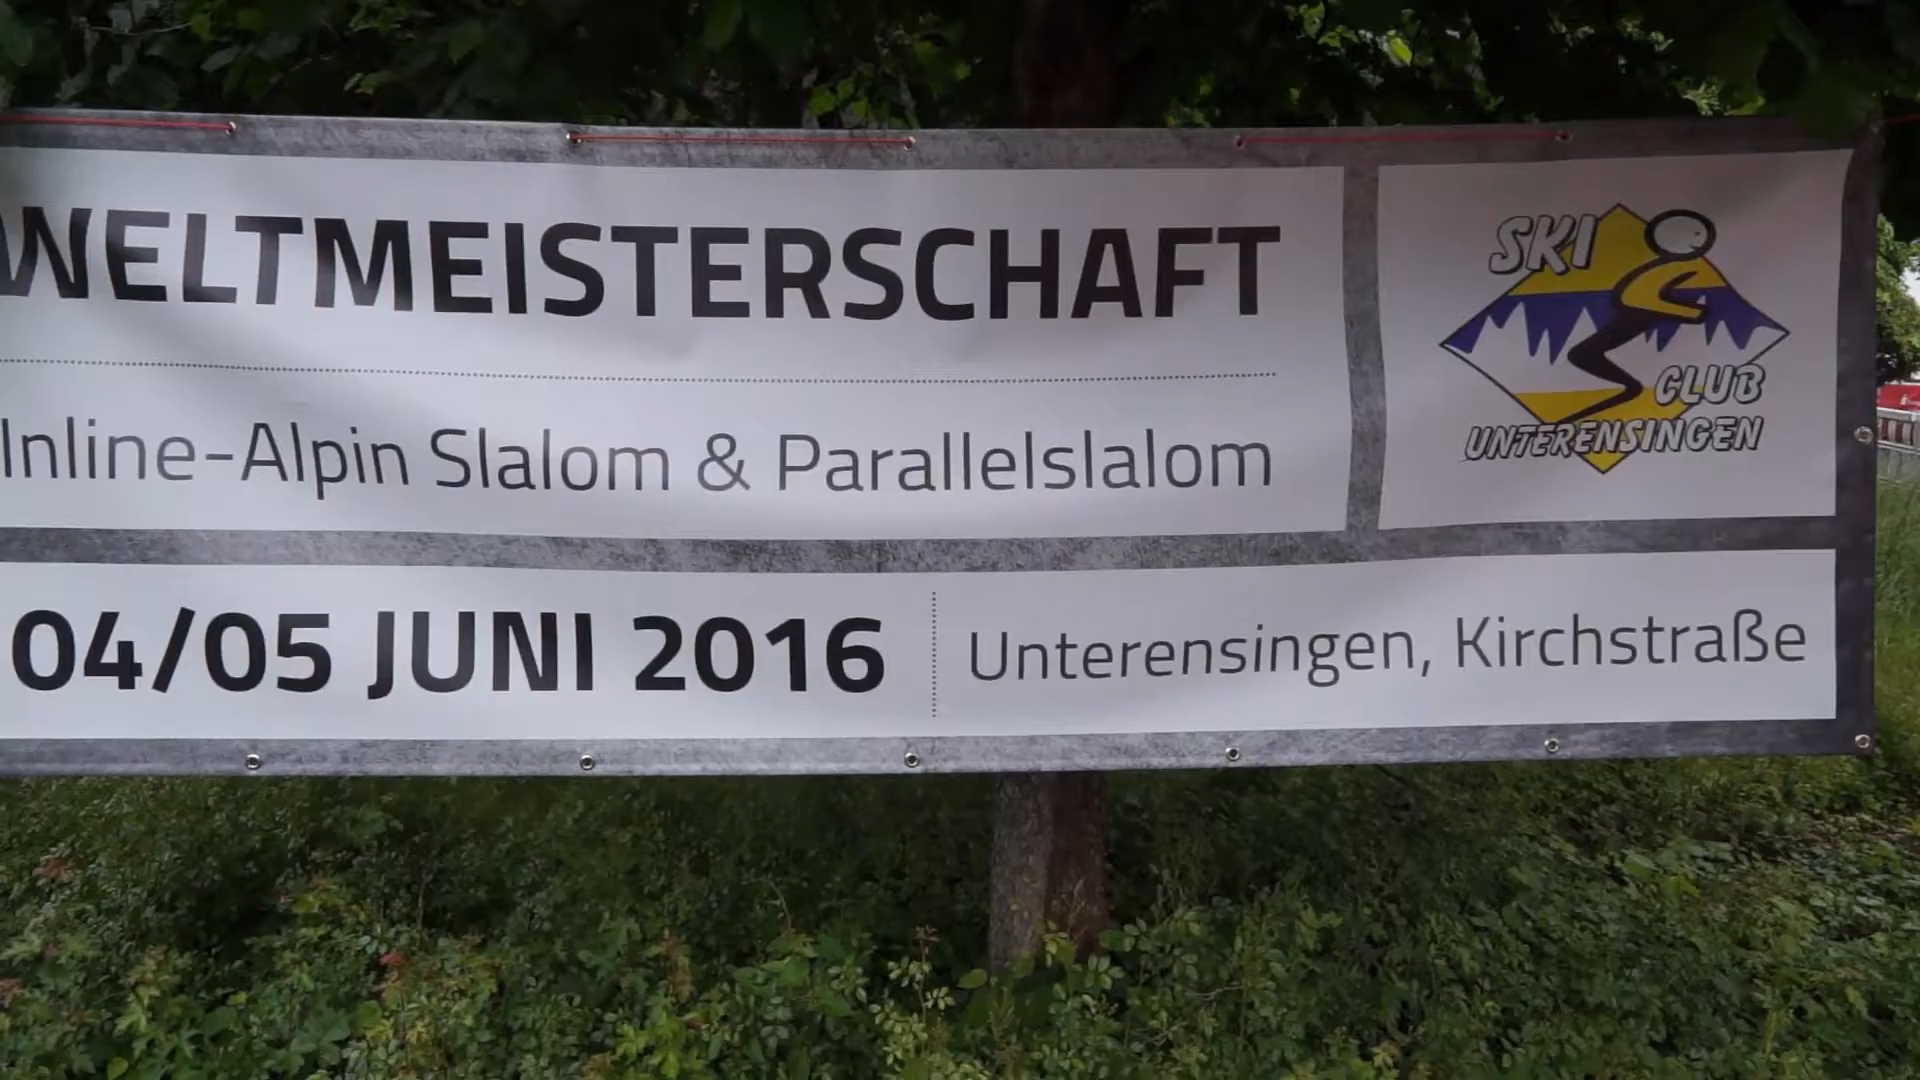 WELTMEISTERSCHAFT
Inline-Alpin Slalom & Parallelslalom
SKI
CLUB
UNTERENSINGEN
04/05 JUNI 2016
Unterensingen, Kirchstraße